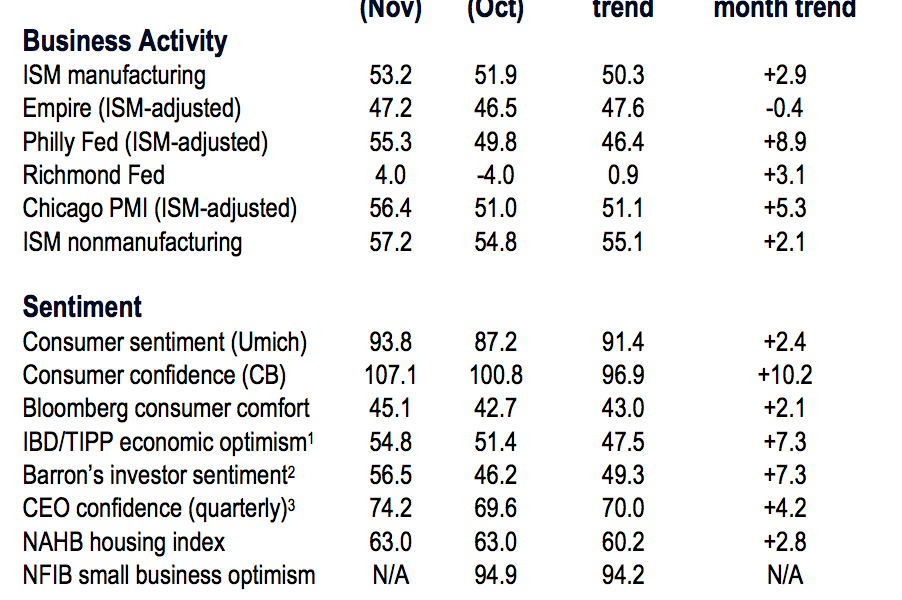 (Nov) (Oct) trend month trend
Business Activity
ISM manufacturing 53.2 51.9 50.3 +2.9
Empire (ISM-adjusted) 47.2 46.5 47.6 -0.4
Philly Fed (ISM-adjusted) 55.3 49.8 46.4 +8.9
Richmond Fed 4.0 -4.0 0.9 +3.1
Chicago PMI (ISM-adjusted) 56.4 51.0 51.1 +5.3
ISM nonmanufacturing 57.2 54.8 55.1 +2.1
Sentiment
Consumer sentiment (Umich) 93.8 87.2 91.4 +2.4
Consumer confidence (CB) 107.1 100.8 96.9 +10.2
Bloomberg consumer comfort 45.1 42.7 43.0 +2.1
IBD/TIPP economic optimism¹ 54.8 51.4 47.5 +7.3
Barron’s investor sentiment² 56.5 46.2 49.3 +7.3
CEO confidence (quarterly)³ 74.2 69.6 70.0 +4.2
NAHB housing index 63.0 63.0 60.2 +2.8
NFIB small business optimism N/A 94.9 94.2 N/A